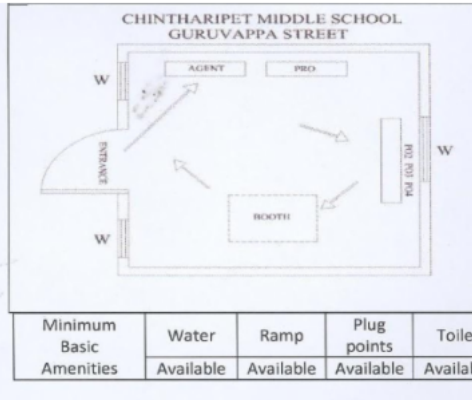 CHINTHARIPET MIDDLE SCHOOL
GURUVAPPA STREET
AGENT
PRO
W
ENTRANCE
W
PO2 PO3 PO4
BOOTH
W
Minimum Basic Amenities
Water
Ramp
Plug points
Available
Available
Available